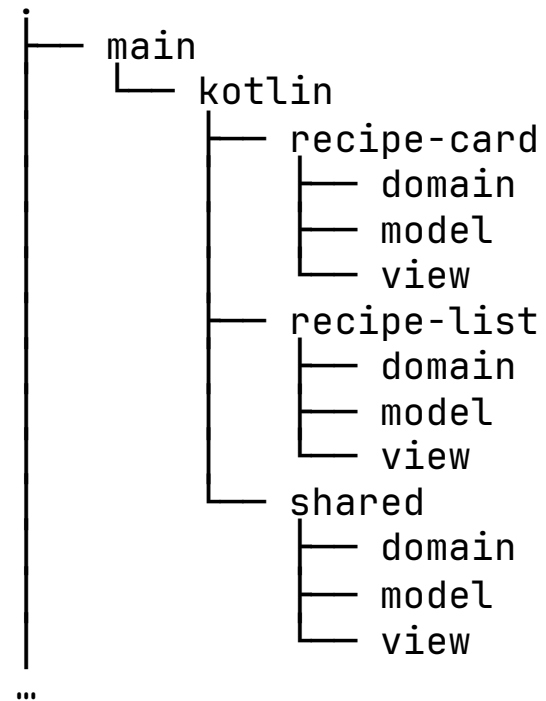 .
main
kotlin
recipe-card
domain
model
view
recipe-list
domain
model
view
shared
domain
model
view
…